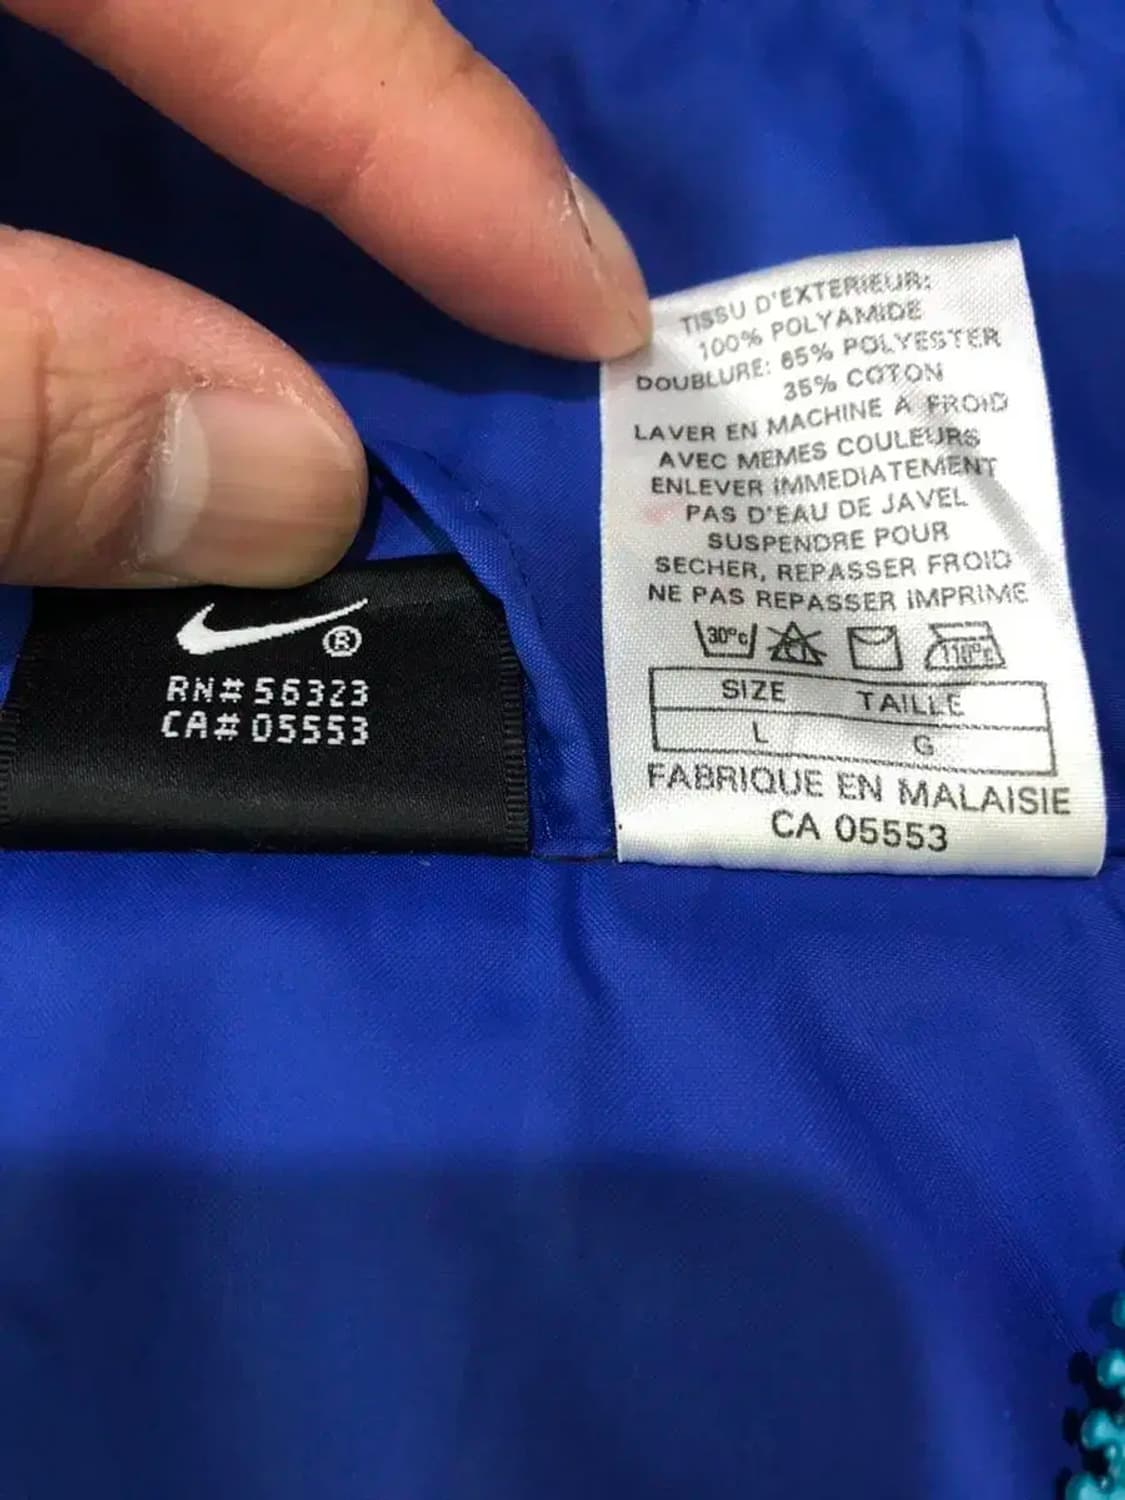 ®
RN# 56323
CA# 05553
TISSU D'EXTERIEUR:
100% POLYAMIDE
DOUBLURE: 65% POLYESTER
35% COTON
LAVER EN MACHINE A FROID
AVEC MEMES COULEURS
ENLEVER IMMEDIATEMENT
PAS D'EAU DE JAVEL
SUSPENDRE POUR
SECHER, REPASSER FROID
NE PAS REPASSER IMPRIME
30°C CL 110°C
SIZE TAILLE
L G
FABRIQUE EN MALAISIE
CA 05553